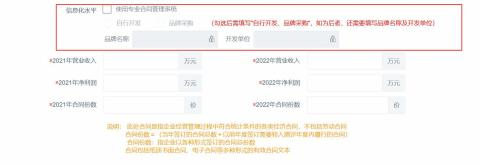 信息化水平 使用专业合同管理系统
自行开发 品牌采购 （勾选后需填写"自行开发、品牌采购"，如为后者，还需要填写品牌名称及开发单位）
品牌名称 开发单位
*2021年营业收入 万元 *2022年营业收入 万元
*2021年净利润 万元 *2022年净利润 万元
*2021年合同份数 份 *2022年合同份数 份
说明： 此处合同是指企业经营管理过程中符合统计条件的各类经济合同，不包括劳动合同
合同份数 =（当年签订的合同总数 + 以前年度签订需要转入测评年度内履行的合同）
合同份数：指企业以各种形式签订的合同总份数
合同包括纸质书面合同、电子合同等多种形式的有效合同文本